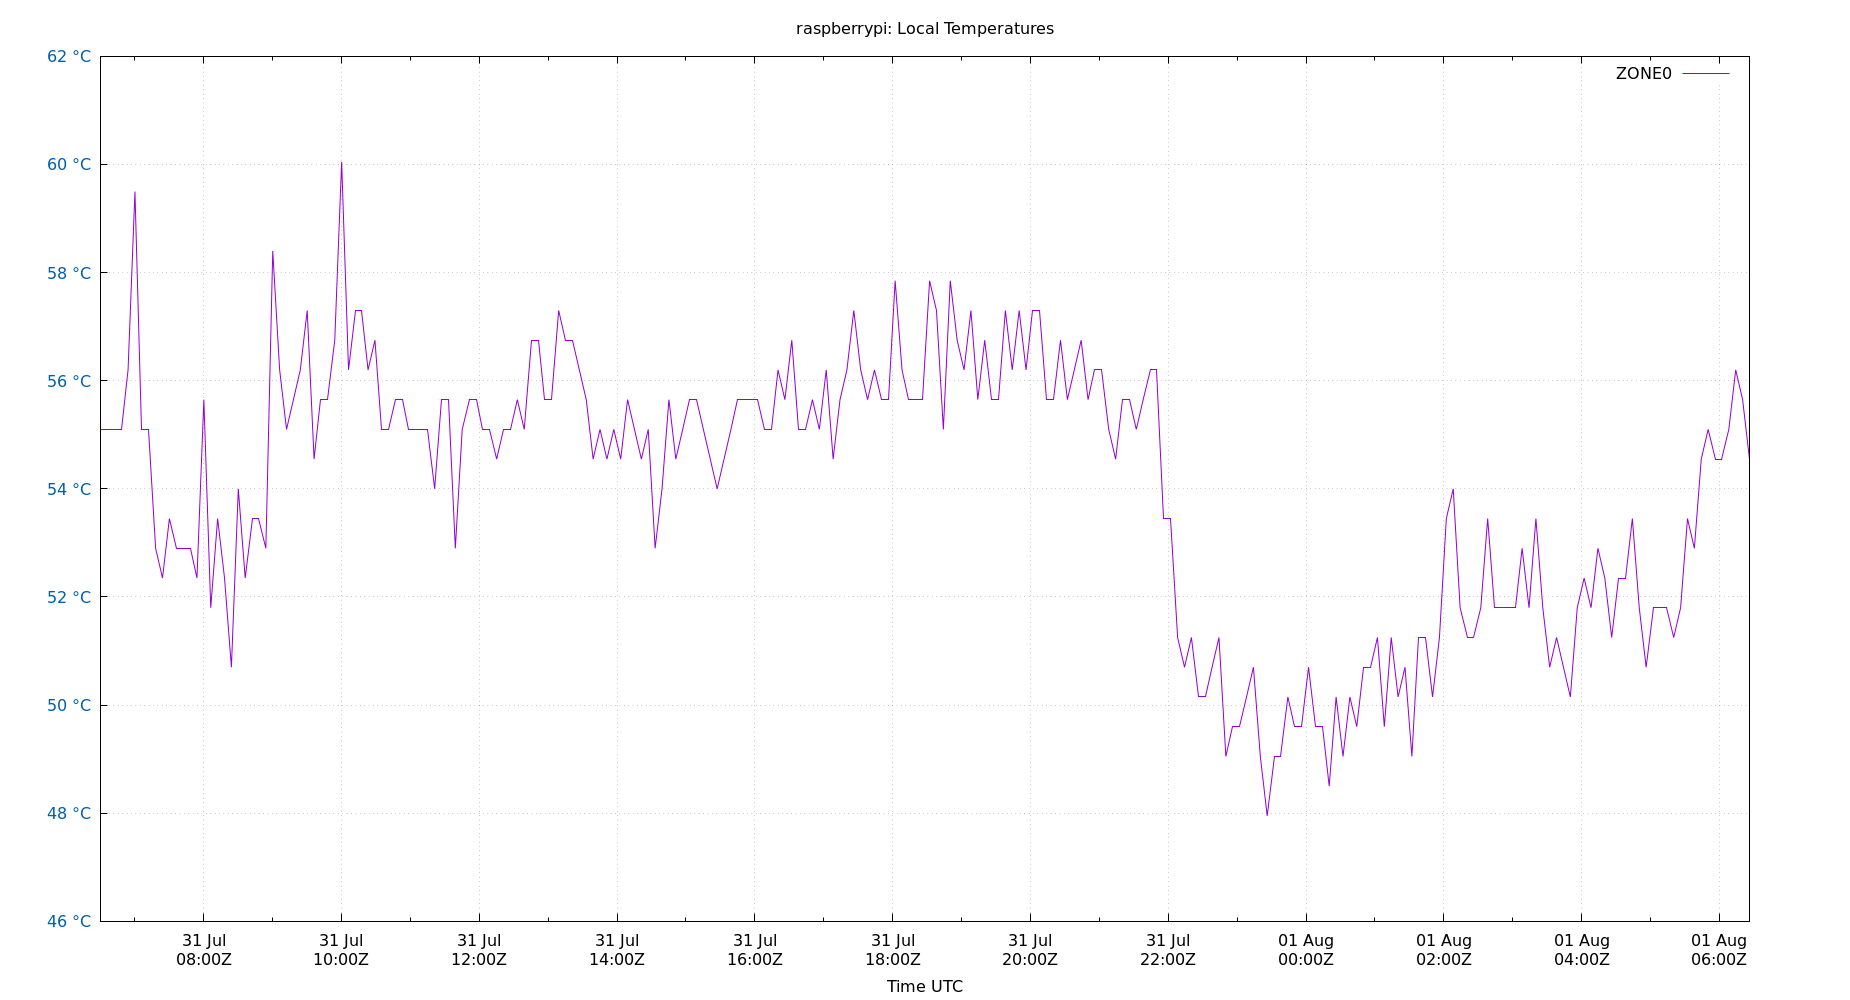 raspberrypi: Local Temperatures
62 °C
ZONE0
60 °C
58 °C
56 °C
54 °C
52 °C
50 °C
48 °C
46 °C
31 Jul 31 Jul 31 Jul 31 Jul 31 Jul 31 Jul 31 Jul 31 Jul 01 Aug 01 Aug 01 Aug 01 Aug
08:00Z 10:00Z 12:00Z 14:00Z 16:00Z 18:00Z 20:00Z 22:00Z 00:00Z 02:00Z 04:00Z 06:00Z
Time UTC